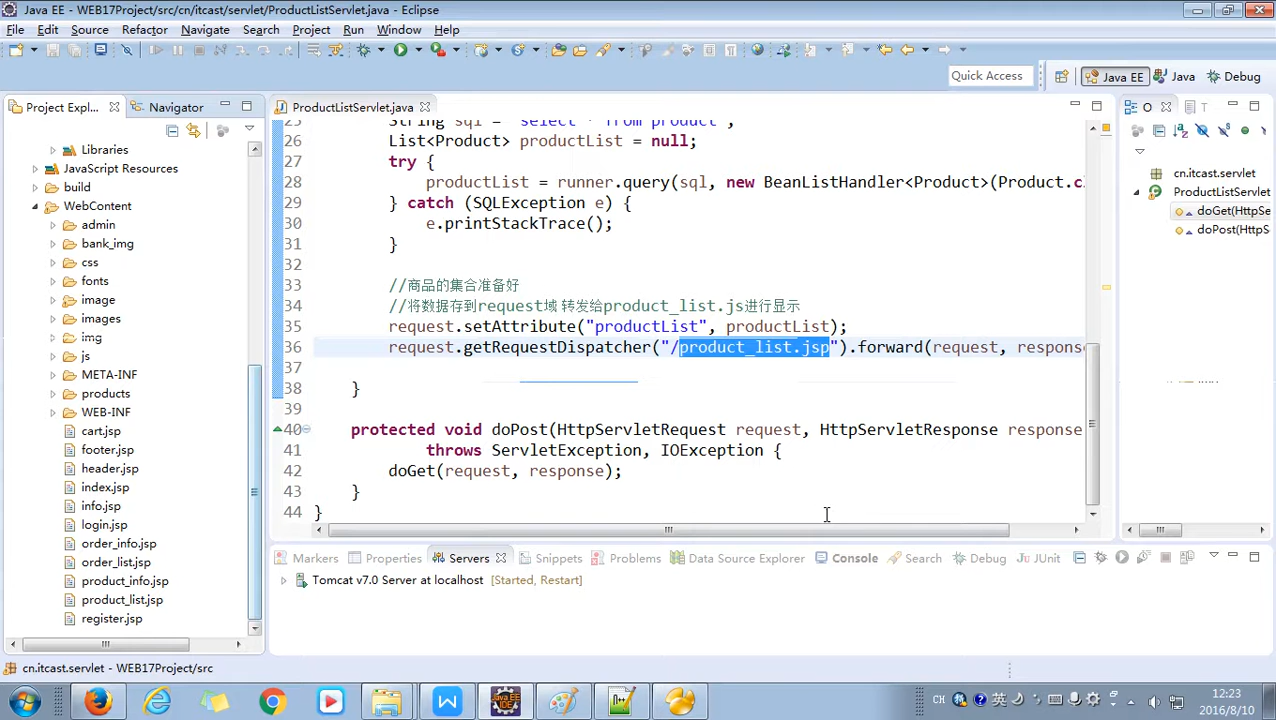 Java EE - WEB17Project/src/cn/itcast/servlet/ProductListServlet.java - Eclipse
File Edit Source Refactor Navigate Search Project Run Window Help
Quick Access
Java EE
Java
Debug
Project Expl...
Navigator
ProductListServlet.java
O
T
Libraries
JavaScript Resources
build
WebContent
admin
bank_img
css
fonts
image
images
img
js
META-INF
products
WEB-INF
cart.jsp
footer.jsp
header.jsp
index.jsp
info.jsp
login.jsp
order_info.jsp
order_list.jsp
product_info.jsp
product_list.jsp
register.jsp
25 String sql = "select * from product";
26 List<Product> productList = null;
27 try {
28 productList = runner.query(sql, new BeanListHandler<Product>(Product.cl
29 } catch (SQLException e) {
30 e.printStackTrace();
31 }
32
33 //商品的集合准备好
34 //将数据存到request域 转发给product_list.js进行显示
35 request.setAttribute("productList", productList);
36 request.getRequestDispatcher("/product_list.jsp").forward(request, response
37
38 }
39
40 protected void doPost(HttpServletRequest request, HttpServletResponse response
41 throws ServletException, IOException {
42 doGet(request, response);
43 }
44 }
cn.itcast.servlet
ProductListServlet
doGet(HttpSe
doPost(HttpS
Markers Properties Servers Snippets Problems Data Source Explorer Console Search Debug JUnit
Tomcat v7.0 Server at localhost [Started, Restart]
cn.itcast.servlet - WEB17Project/src
CH
英
12:23
2016/8/10